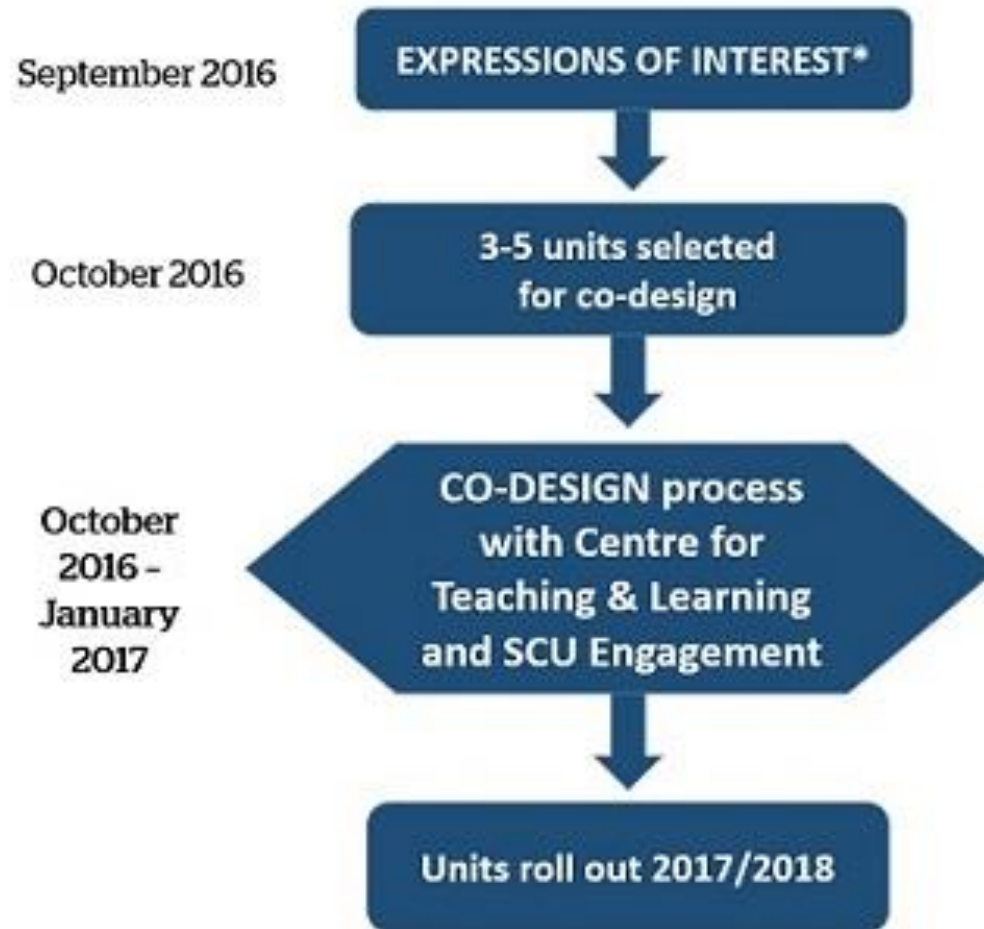 September 2016
EXPRESSIONS OF INTEREST*
October 2016
3-5 units selected
for co-design
October
2016 –
January
2017
CO-DESIGN process
with Centre for
Teaching & Learning
and SCU Engagement
Units roll out 2017/2018